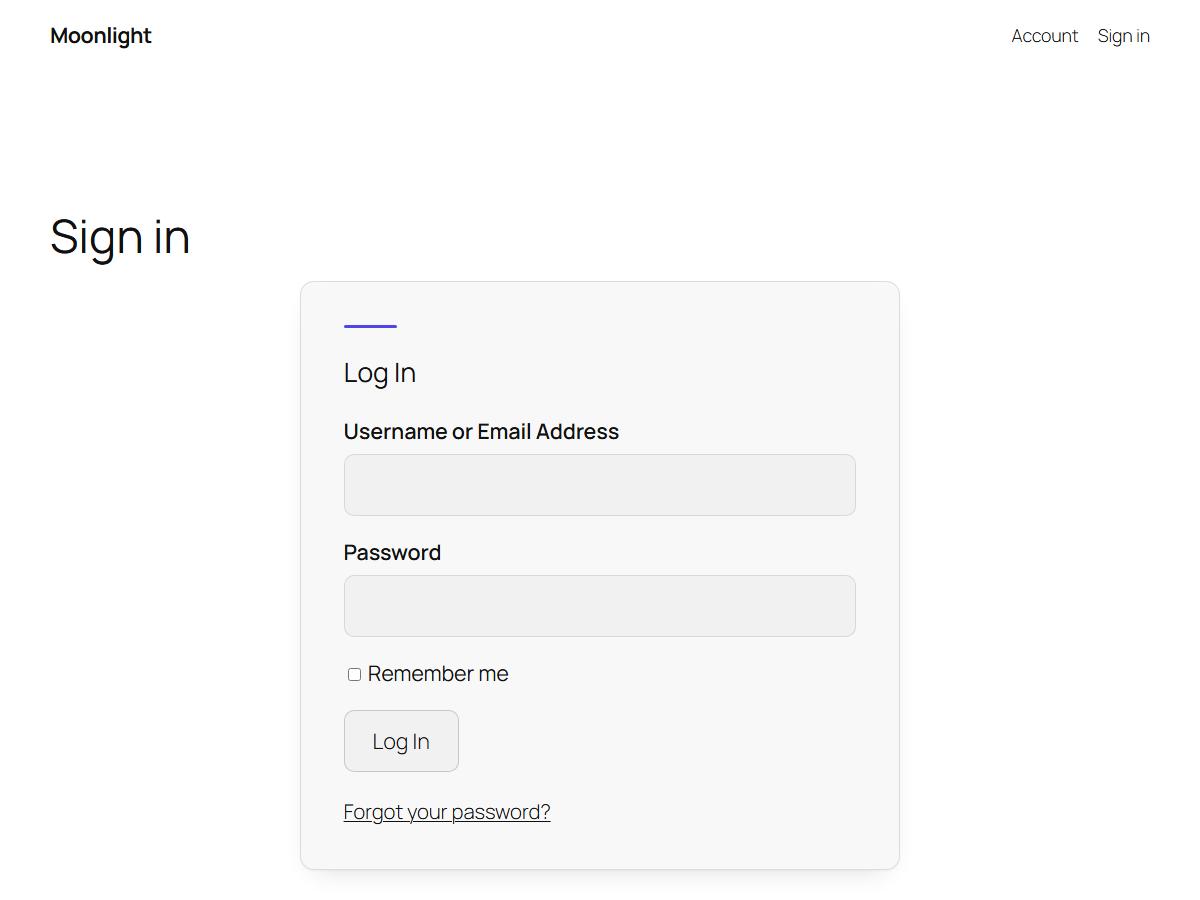 Moonlight
Account
Sign in
Sign in
Log In
Username or Email Address
Password
Remember me
Log In
Forgot your password?